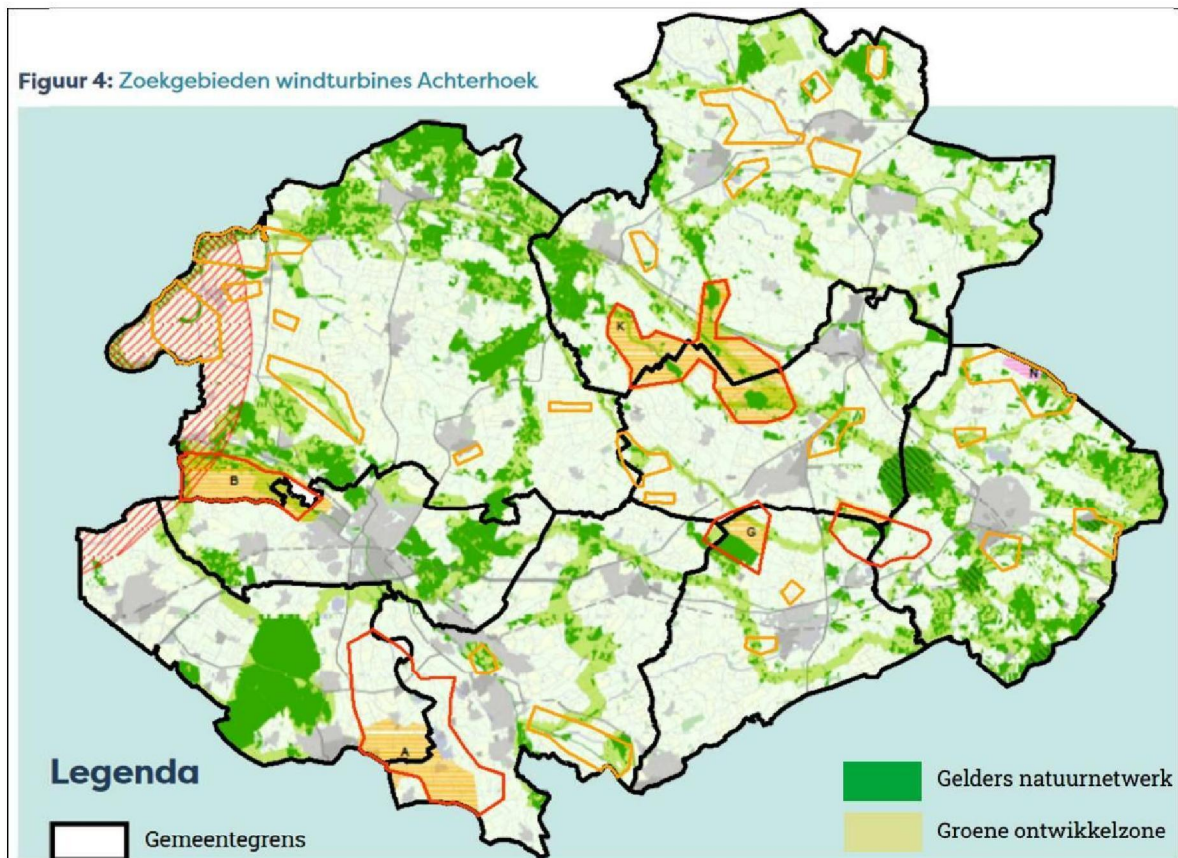 Figuur 4: Zoekgebieden windturbines Achterhoek
K
N
B
G
A
Legenda
Gemeentegrens
Gelders natuurnetwerk
Groene ontwikkelzone